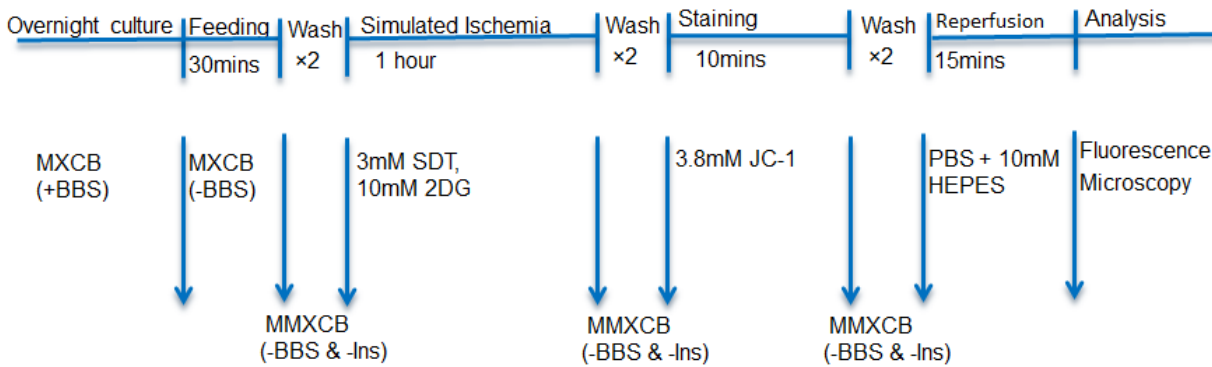 Overnight culture
Feeding
Wash
Simulated Ischemia
Wash
Staining
Wash
Reperfusion
Analysis
30mins
×2
1 hour
×2
10mins
×2
15mins
MXCB
(+BBS)
MXCB
(-BBS)
3mM SDT,
10mM 2DG
3.8mM JC-1
PBS + 10mM
HEPES
Fluorescence
Microscopy
MMXCB
(-BBS & -Ins)
MMXCB
(-BBS & -Ins)
MMXCB
(-BBS & -Ins)